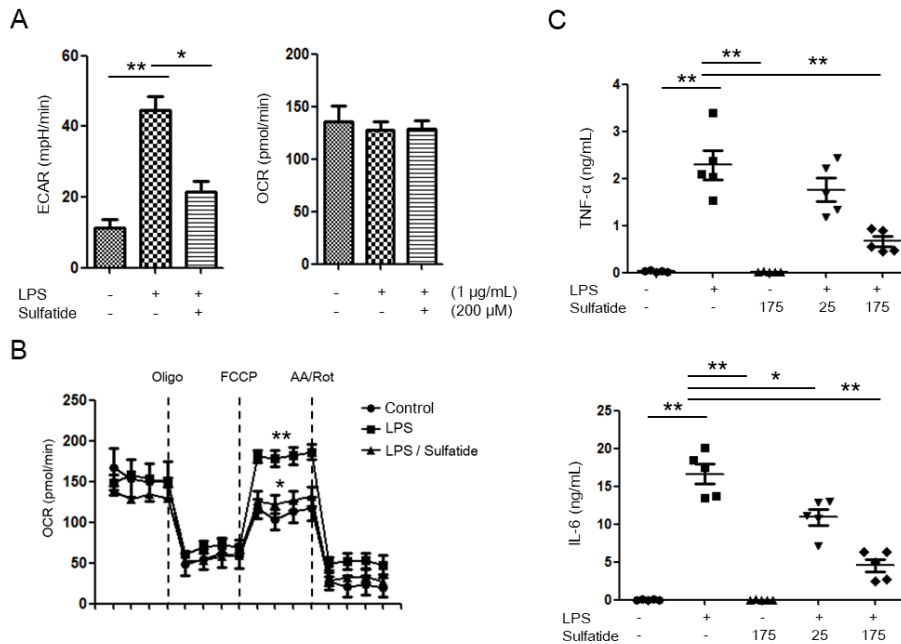 A
** *
60
40
20
0
ECAR (mpH/min)
LPS - + +
Sulfatide - - +
200
150
100
50
0
OCR (pmol/min)
- + + (1 µg/mL)
- - + (200 µM)
B
Oligo FCCP AA/Rot
250
200
150
100
50
0
OCR (pmol/min)
**
*
Control
LPS
LPS / Sulfatide
C
** ** **
4
3
2
1
0
TNF-α (ng/mL)
LPS - + - + +
Sulfatide - - 175 25 175
**
*
** **
25
20
15
10
5
0
IL-6 (ng/mL)
LPS - + - + +
Sulfatide - - 175 25 175